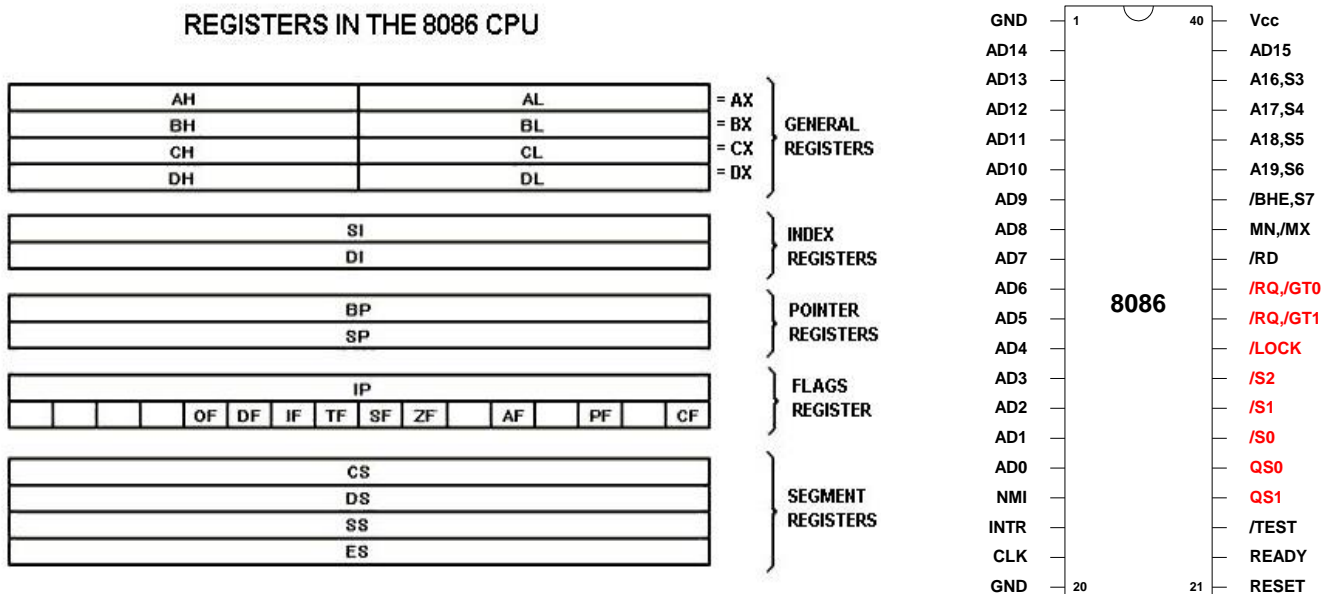 REGISTERS IN THE 8086 CPU
AH AL = AX
BH BL = BX
CH CL = CX
DH DL = DX
GENERAL
REGISTERS
SI
DI
INDEX
REGISTERS
BP
SP
POINTER
REGISTERS
IP
OF DF IF TF SF ZF AF PF CF
FLAGS
REGISTER
CS
DS
SS
ES
SEGMENT
REGISTERS
GND 1 40 Vcc
AD14 AD15
AD13 A16,S3
AD12 A17,S4
AD11 A18,S5
AD10 A19,S6
AD9 /BHE,S7
AD8 MN,/MX
AD7 /RD
AD6 /RQ,/GT0
8086
AD5 /RQ,/GT1
AD4 /LOCK
AD3 /S2
AD2 /S1
AD1 /S0
AD0 QS0
NMI QS1
INTR /TEST
CLK READY
GND 20 21 RESET